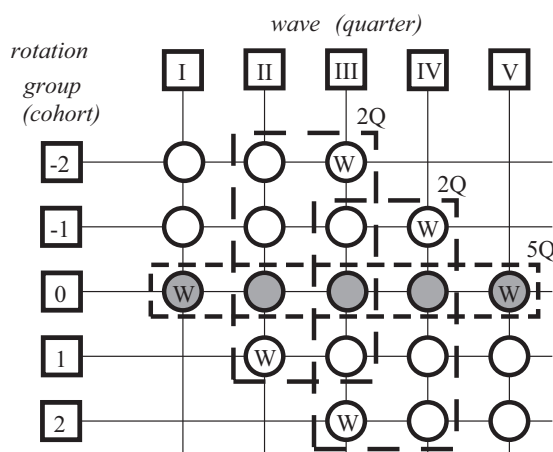 wave (quarter)
rotation
group
(cohort)
I II III IV V
2Q
-2 W
2Q
-1 W
5Q
0 W W
1 W
2 W